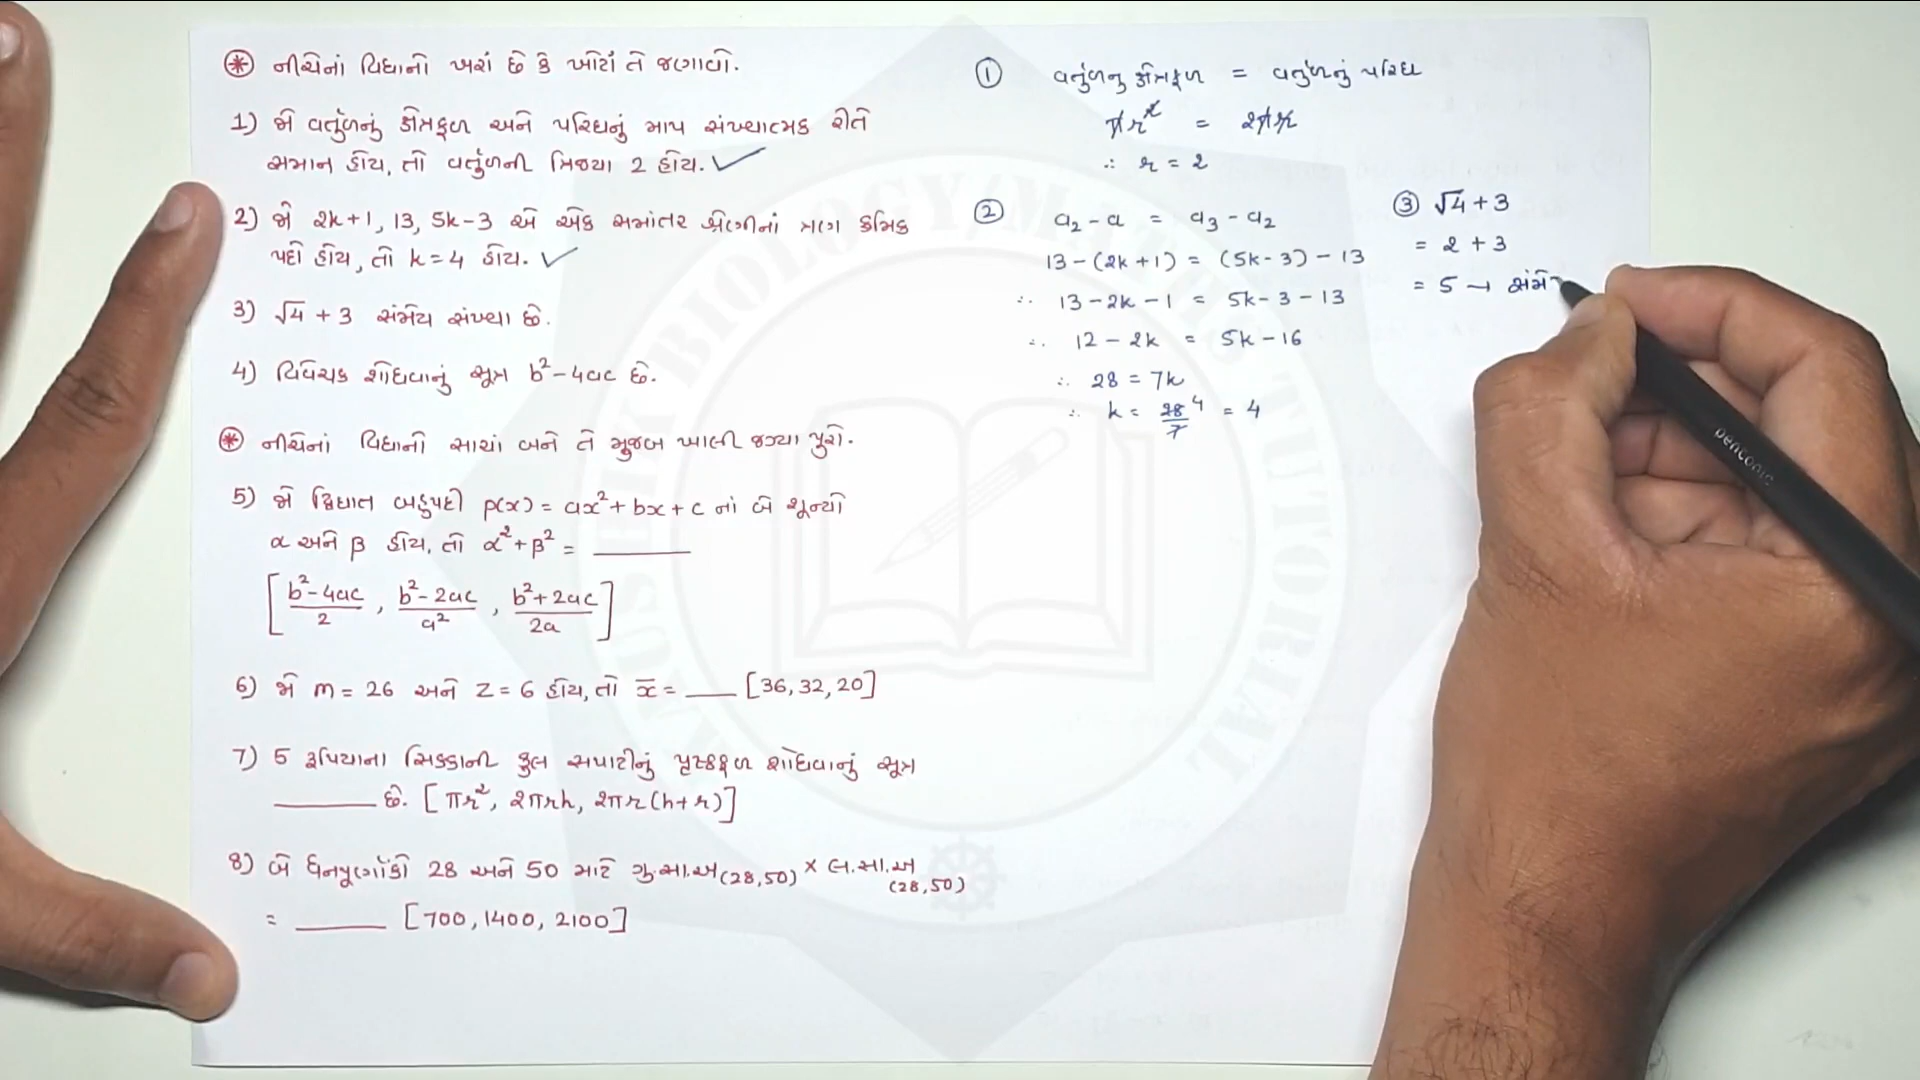 * નીચેનાં વિધાનો ખરાં છે કે ખોટાં તે જણાવો.
1) જો વર્તુળનું ક્ષેત્રફળ અને પરિઘનું માપ સંખ્યાત્મક રીતે
સમાન હોય, તો વર્તુળની ત્રિજ્યા 2 હોય. ✓
2) જો 2k+1, 13, 5k-3 એ એક સમાંતર શ્રેણીનાં ત્રણ ક્રમિક
પદો હોય, તો k=4 હોય. ✓
3) √4 + 3 સંમેય સંખ્યા છે.
4) વિવેચક શોધવાનું સૂત્ર b²-4ac છે.
* નીચેનાં વિધાનો સાચાં બને તે મુજબ ખાલી જગ્યા પુરો.
5) જો દ્વિઘાત બહુપદી p(x) = ax²+bx+c નાં બે શૂન્યો
α અને β હોય, તો α²+β² = ______
[(b²-4ac)/2, (b²-2ac)/a², (b²+2ac)/2a]
6) જો m = 26 અને Z = 6 હોય, તો x̄ = ___ [36, 32, 20]
7) 5 રૂપિયાના સિક્કાની કુલ સપાટીનું પૃષ્ઠફળ શોધવાનું સૂત્ર
______ છે. [πr², 2πrh, 2πr(h+r)]
8) બે ધનપૂર્ણાંકો 28 અને 50 માટે ગુ.સા.અ (28,50) × લ.સા.અ (28,50)
= ______ [700, 1400, 2100]
① વર્તુળનુ ક્ષેત્રફળ = વર્તુળનું પરિઘ
πr² = 2πr
∴ r = 2
② a₂ - a = a₃ - a₂
13 - (2k+1) = (5k-3) - 13
∴ 13-2k-1 = 5k-3-13
∴ 12-2k = 5k-16
∴ 28 = 7k
∴ k = 28/7 4 = 4
③ √4 + 3
= 2 + 3
= 5 →
BIOLOGY/MATHS TUTORIAL
penconic